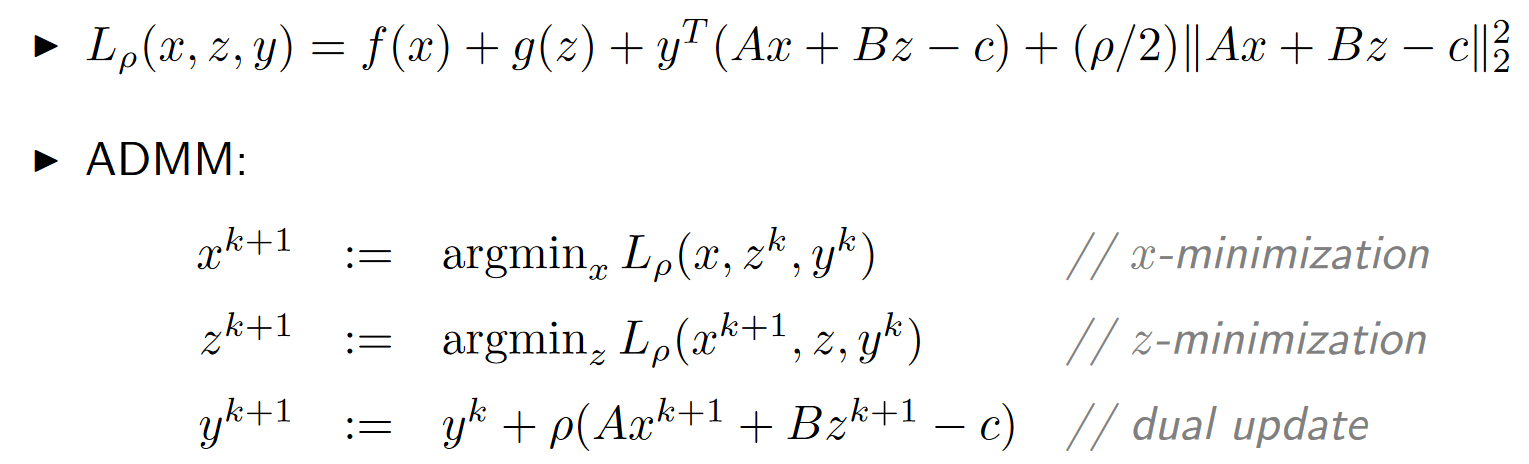 ▶ L_ρ(x, z, y) = f(x) + g(z) + y^T(Ax + Bz − c) + (ρ/2)‖Ax + Bz − c‖_2^2
▶ ADMM:
x^{k+1} := argmin_x L_ρ(x, z^k, y^k) // x-minimization
z^{k+1} := argmin_z L_ρ(x^{k+1}, z, y^k) // z-minimization
y^{k+1} := y^k + ρ(Ax^{k+1} + Bz^{k+1} − c) // dual update